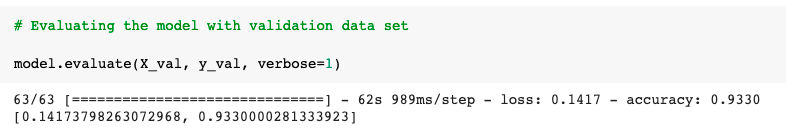 # Evaluating the model with validation data set
model.evaluate(X_val, y_val, verbose=1)
63/63 [==============================] - 62s 989ms/step - loss: 0.1417 - accuracy: 0.9330
[0.14173798263072968, 0.9330000281333923]